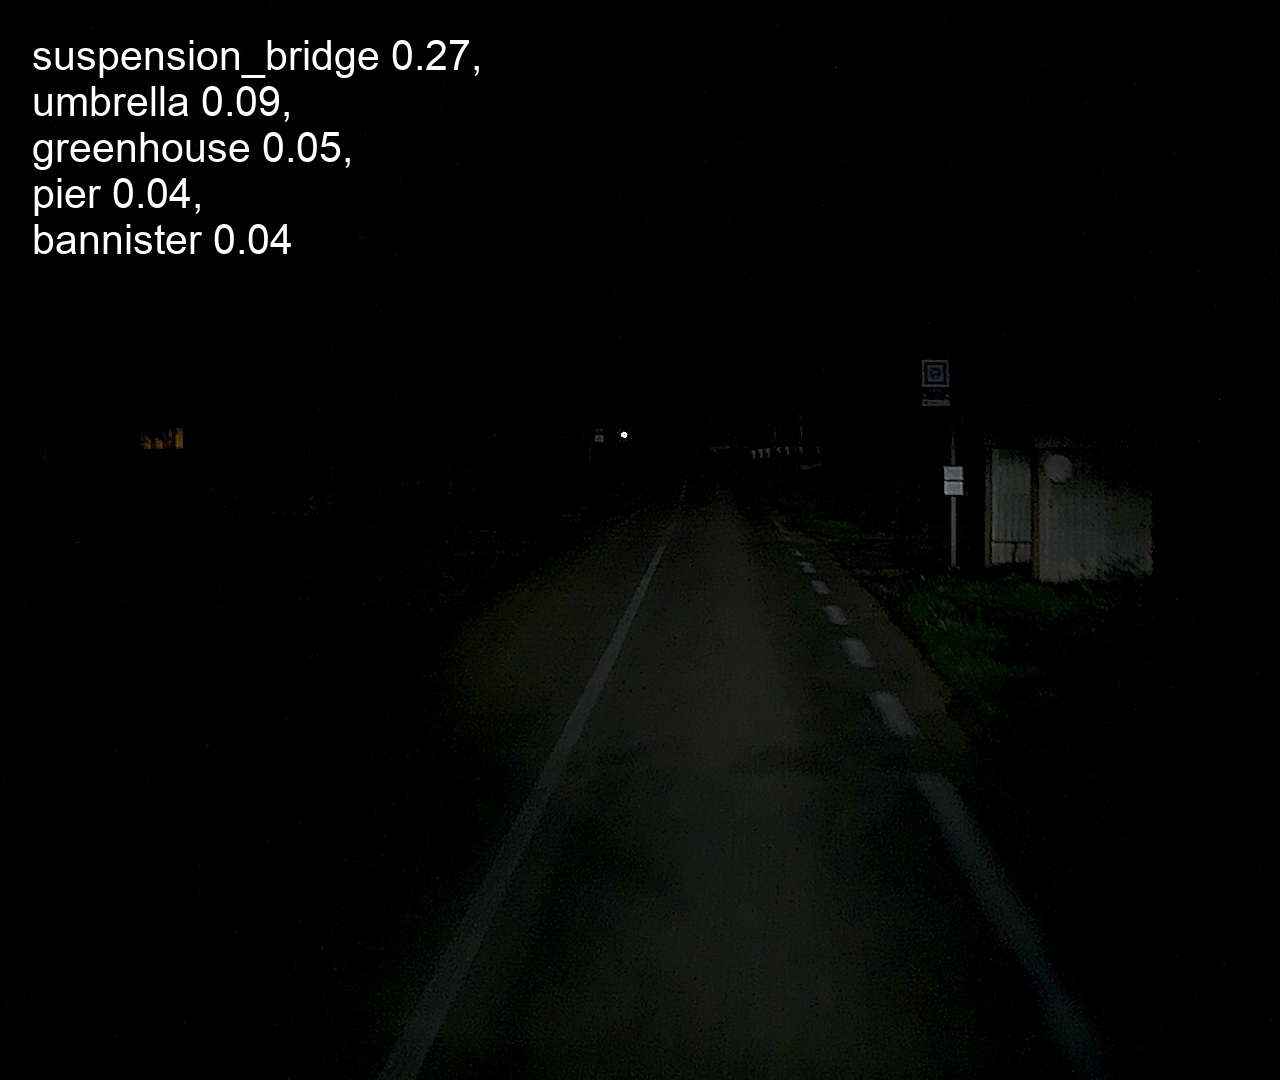 suspension_bridge 0.27,
umbrella 0.09,
greenhouse 0.05,
pier 0.04,
bannister 0.04